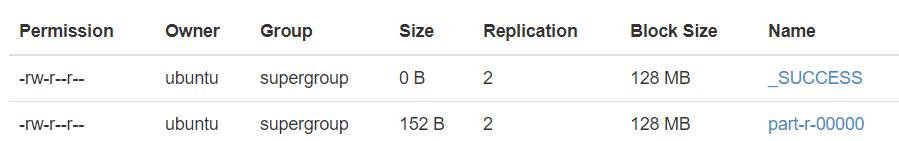 Permission Owner Group Size Replication Block Size Name
-rw-r--r-- ubuntu supergroup 0 B 2 128 MB _SUCCESS
-rw-r--r-- ubuntu supergroup 152 B 2 128 MB part-r-00000